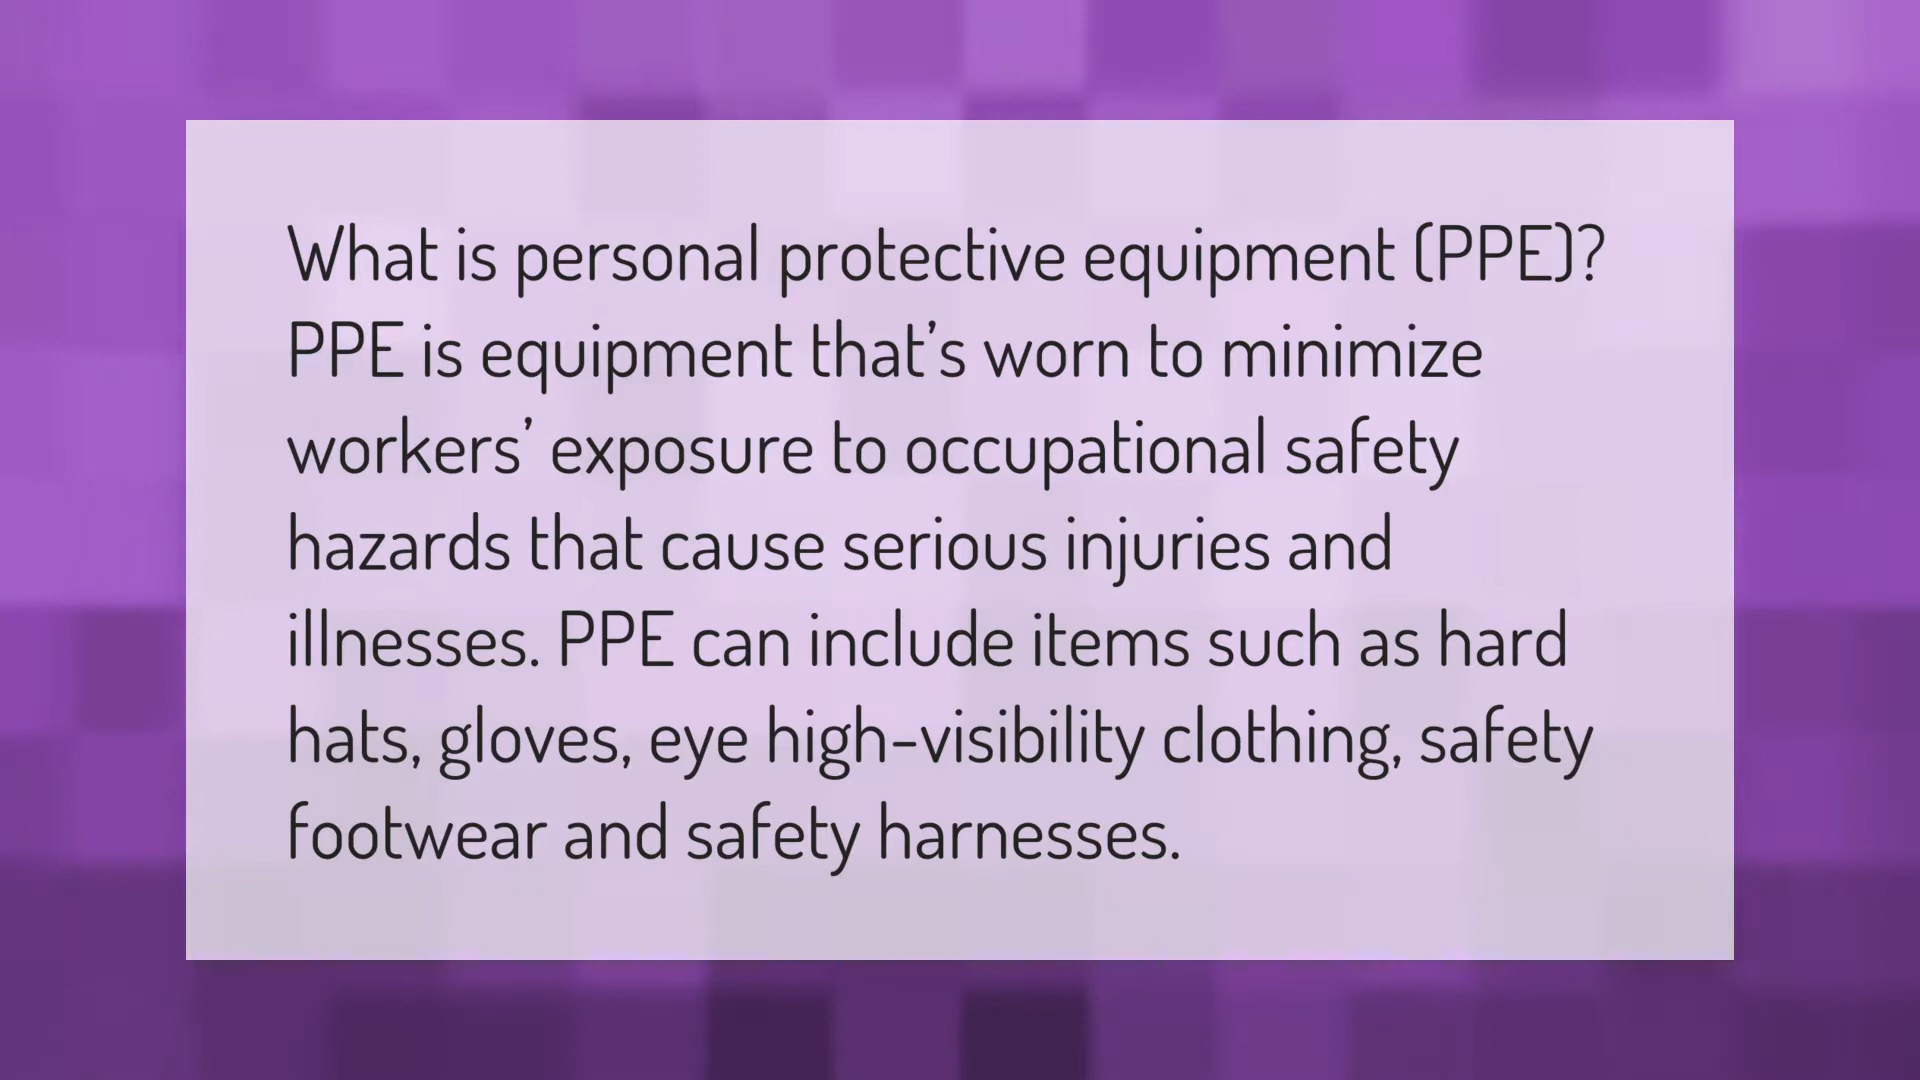 What is personal protective equipment (PPE)?
PPE is equipment that’s worn to minimize
workers’ exposure to occupational safety
hazards that cause serious injuries and
illnesses. PPE can include items such as hard
hats, gloves, eye high-visibility clothing, safety
footwear and safety harnesses.